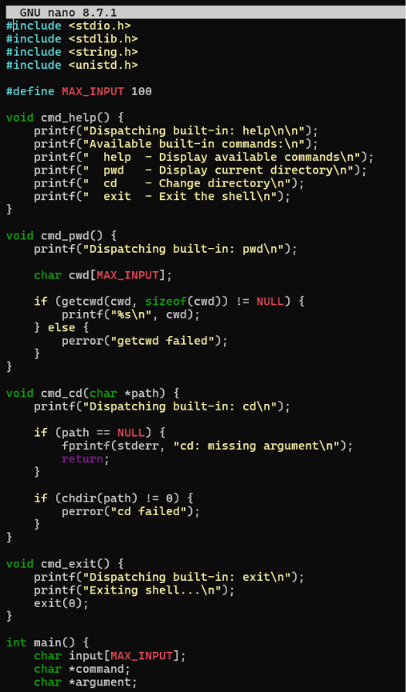 GNU nano 8.7.1
#include <stdio.h>
#include <stdlib.h>
#include <string.h>
#include <unistd.h>

#define MAX_INPUT 100

void cmd_help() {
    printf("Dispatching built-in: help\n\n");
    printf("Available built-in commands:\n");
    printf("  help  - Display available commands\n");
    printf("  pwd   - Display current directory\n");
    printf("  cd    - Change directory\n");
    printf("  exit  - Exit the shell\n");
}

void cmd_pwd() {
    printf("Dispatching built-in: pwd\n");

    char cwd[MAX_INPUT];

    if (getcwd(cwd, sizeof(cwd)) != NULL) {
        printf("%s\n", cwd);
    } else {
        perror("getcwd failed");
    }
}

void cmd_cd(char *path) {
    printf("Dispatching built-in: cd\n");

    if (path == NULL) {
        fprintf(stderr, "cd: missing argument\n");
        return;
    }

    if (chdir(path) != 0) {
        perror("cd failed");
    }
}

void cmd_exit() {
    printf("Dispatching built-in: exit\n");
    printf("Exiting shell...\n");
    exit(0);
}

int main() {
    char input[MAX_INPUT];
    char *command;
    char *argument;